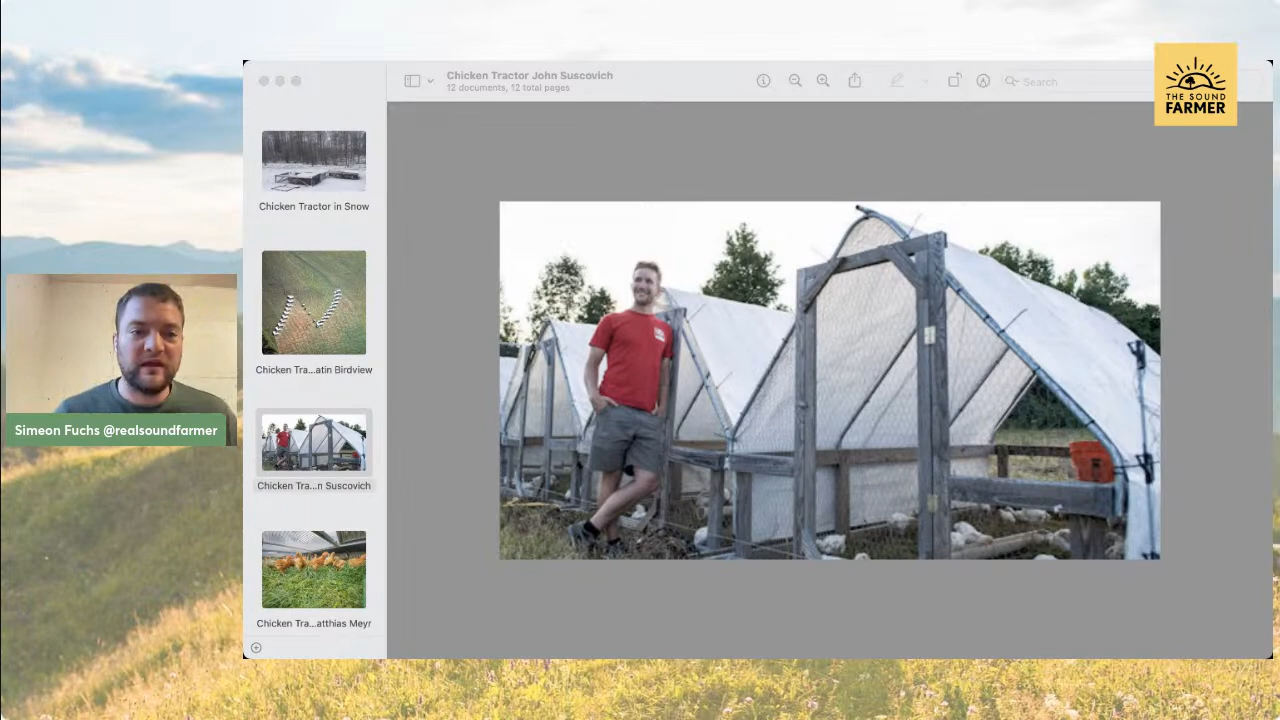 Chicken Tractor John Suscovich
12 documents, 12 total pages
Search
THE SOUND
FARMER
Chicken Tractor in Snow
Chicken Tra...atin Birdview
Simeon Fuchs @realsoundfarmer
Chicken Tra...n Suscovich
Chicken Tra...atthias Meyr